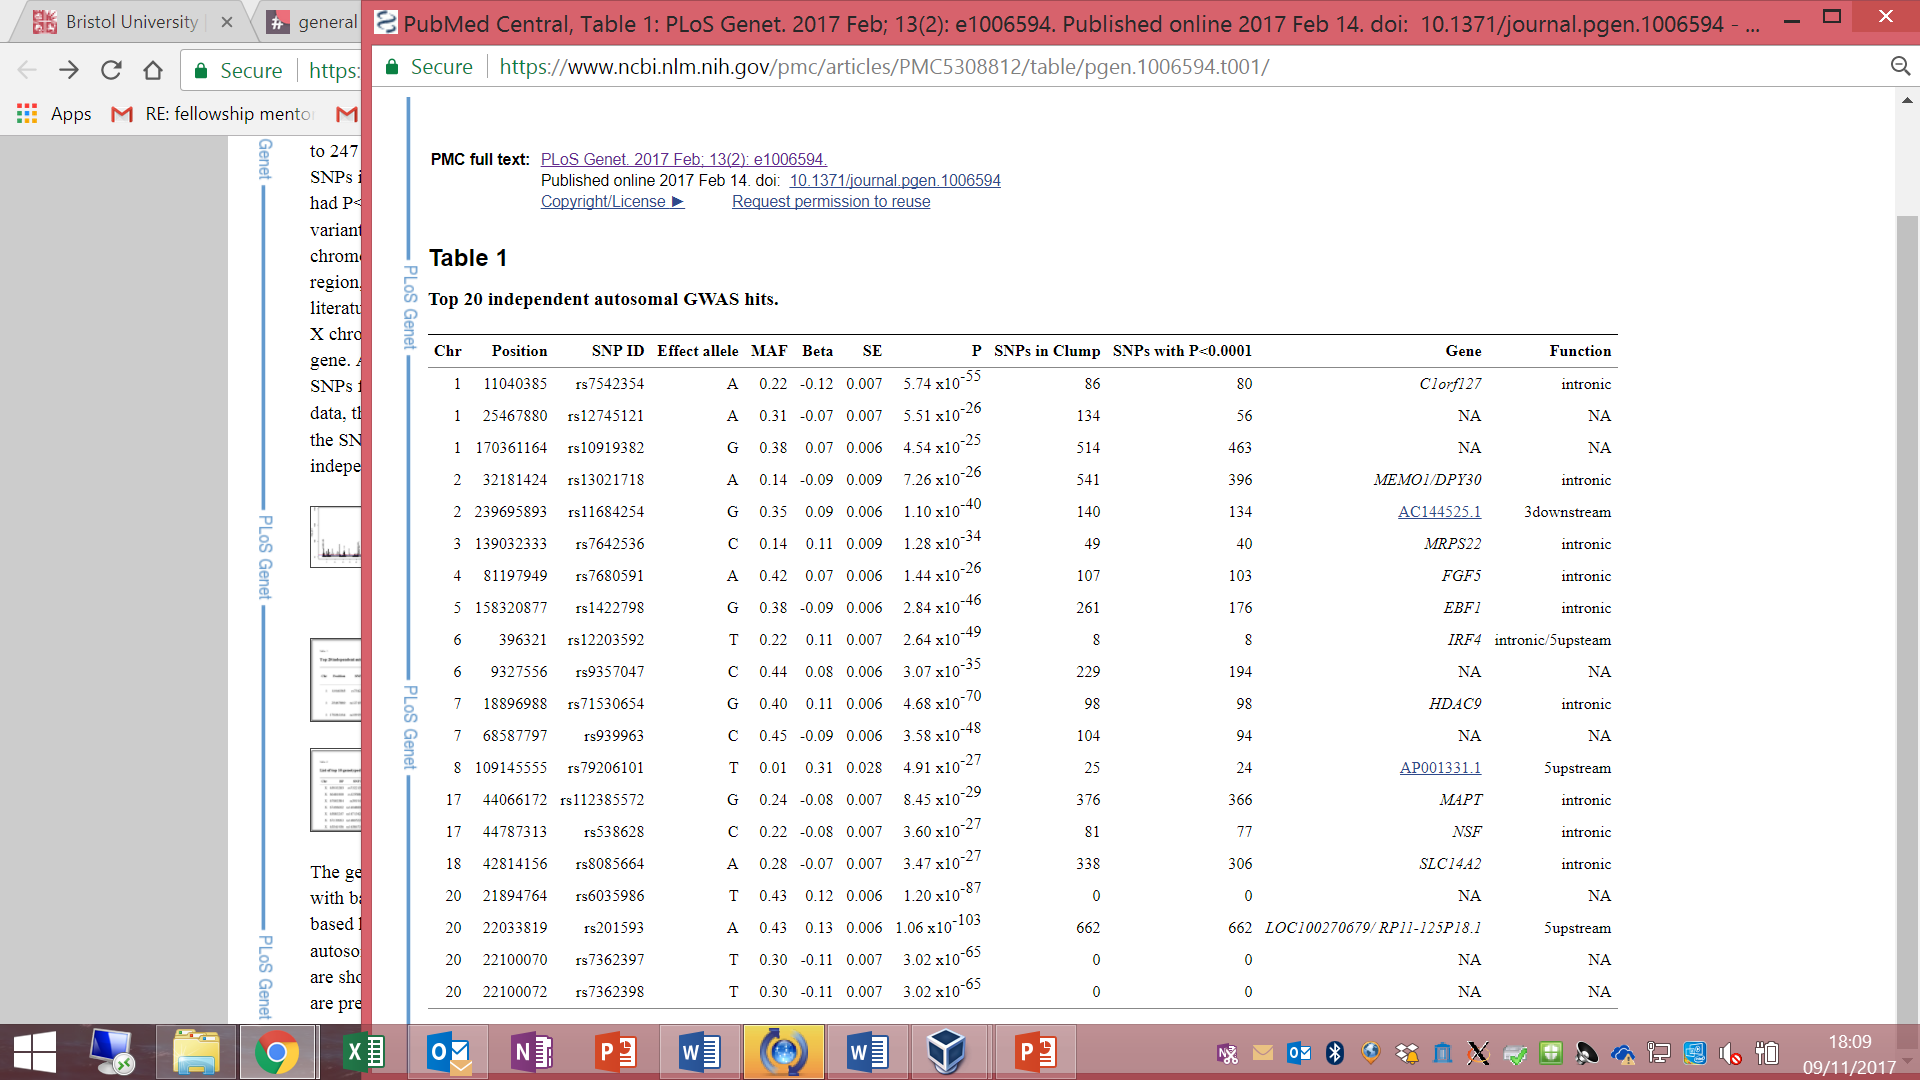 Bristol University
general
PubMed Central, Table 1: PLoS Genet. 2017 Feb; 13(2): e1006594. Published online 2017 Feb 14. doi: 10.1371/journal.pgen.1006594 - ...
Secure https:
Secure https://www.ncbi.nlm.nih.gov/pmc/articles/PMC5308812/table/pgen.1006594.t001/
Apps RE: fellowship mento
Genet
PLoS Genet
PLoS Genet
to 247
SNPs i
had P<
variant
chrome
region,
literatu
X chro
gene. A
SNPs f
data, th
the SN
indepe
The ge
with ba
based l
autoso
are sho
are pre
PLoS Genet
PLoS Genet
PMC full text: PLoS Genet. 2017 Feb; 13(2): e1006594.
Published online 2017 Feb 14. doi: 10.1371/journal.pgen.1006594
Copyright/License ► Request permission to reuse
Table 1
Top 20 independent autosomal GWAS hits.
Chr Position SNP ID Effect allele MAF Beta SE P SNPs in Clump SNPs with P<0.0001 Gene Function
1 11040385 rs7542354 A 0.22 -0.12 0.007 5.74 x10-55 86 80 C1orf127 intronic
1 25467880 rs12745121 A 0.31 -0.07 0.007 5.51 x10-26 134 56 NA NA
1 170361164 rs10919382 G 0.38 0.07 0.006 4.54 x10-25 514 463 NA NA
2 32181424 rs13021718 A 0.14 -0.09 0.009 7.26 x10-26 541 396 MEMO1/DPY30 intronic
2 239695893 rs11684254 G 0.35 0.09 0.006 1.10 x10-40 140 134 AC144525.1 3downstream
3 139032333 rs7642536 C 0.14 0.11 0.009 1.28 x10-34 49 40 MRPS22 intronic
4 81197949 rs7680591 A 0.42 0.07 0.006 1.44 x10-26 107 103 FGF5 intronic
5 158320877 rs1422798 G 0.38 -0.09 0.006 2.84 x10-46 261 176 EBF1 intronic
6 396321 rs12203592 T 0.22 0.11 0.007 2.64 x10-49 8 8 IRF4 intronic/5upsteam
6 9327556 rs9357047 C 0.44 0.08 0.006 3.07 x10-35 229 194 NA NA
7 18896988 rs71530654 G 0.40 0.11 0.006 4.68 x10-70 98 98 HDAC9 intronic
7 68587797 rs939963 C 0.45 -0.09 0.006 3.58 x10-48 104 94 NA NA
8 109145555 rs79206101 T 0.01 0.31 0.028 4.91 x10-27 25 24 AP001331.1 5upstream
17 44066172 rs112385572 G 0.24 -0.08 0.007 8.45 x10-29 376 366 MAPT intronic
17 44787313 rs538628 C 0.22 -0.08 0.007 3.60 x10-27 81 77 NSF intronic
18 42814156 rs8085664 A 0.28 -0.07 0.007 3.47 x10-27 338 306 SLC14A2 intronic
20 21894764 rs6035986 T 0.43 0.12 0.006 1.20 x10-87 0 0 NA NA
20 22033819 rs201593 A 0.43 0.13 0.006 1.06 x10-103 662 662 LOC100270679/ RP11-125P18.1 5upstream
20 22100070 rs7362397 T 0.30 -0.11 0.007 3.02 x10-65 0 0 NA NA
20 22100072 rs7362398 T 0.30 -0.11 0.007 3.02 x10-65 0 0 NA NA
18:09
09/11/2017